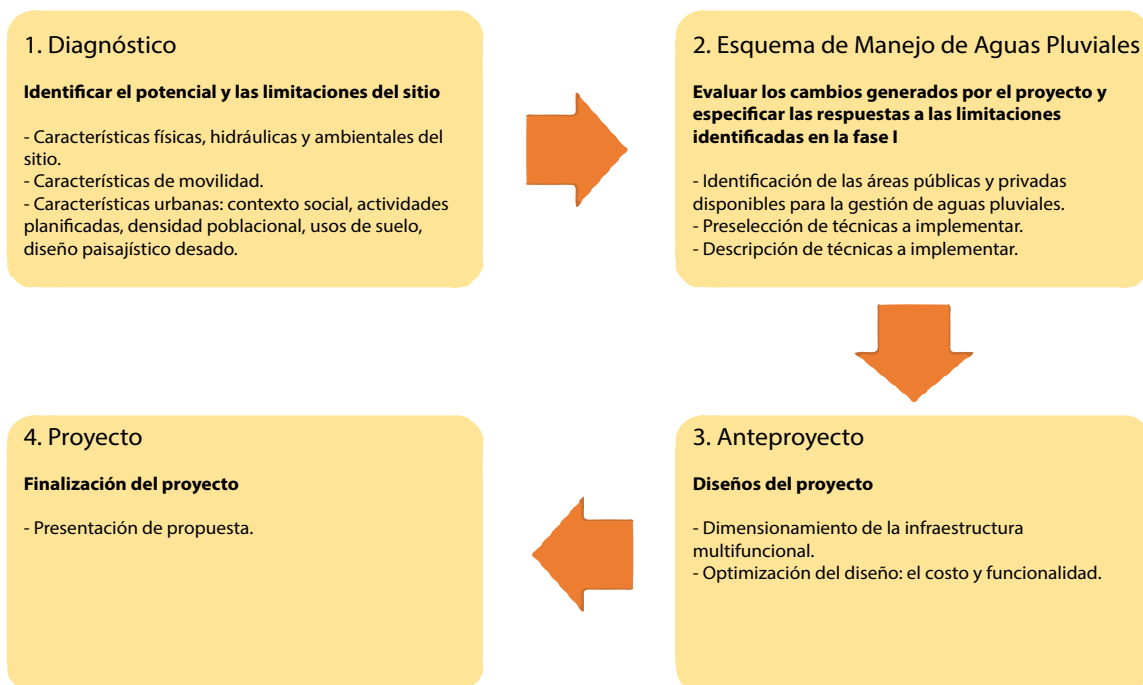 1. Diagnóstico
Identificar el potencial y las limitaciones del sitio
- Características físicas, hidráulicas y ambientales del
sitio.
- Características de movilidad.
- Características urbanas: contexto social, actividades
planificadas, densidad poblacional, usos de suelo,
diseño paisajístico desado.
2. Esquema de Manejo de Aguas Pluviales
Evaluar los cambios generados por el proyecto y
especificar las respuestas a las limitaciones
identificadas en la fase I
- Identificación de las áreas públicas y privadas
disponibles para la gestión de aguas pluviales.
- Preselección de técnicas a implementar.
- Descripción de técnicas a implementar.
3. Anteproyecto
Diseños del proyecto
- Dimensionamiento de la infraestructura
multifuncional.
- Optimización del diseño: el costo y funcionalidad.
4. Proyecto
Finalización del proyecto
- Presentación de propuesta.